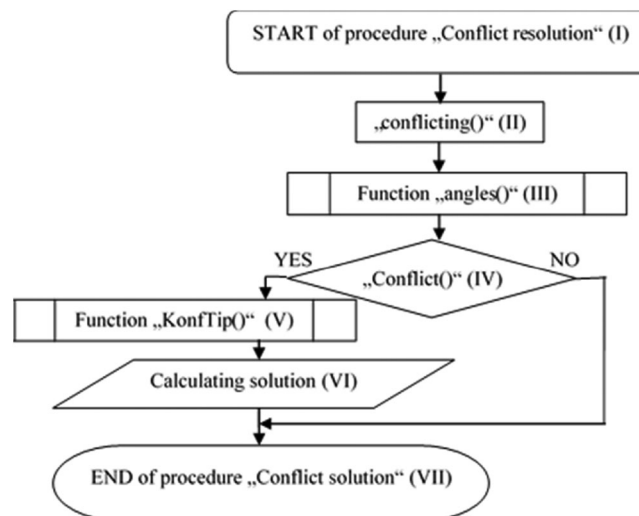 START of procedure „Conflict resolution“ (I)
„conflicting()“ (II)
Function „angles()“ (III)
YES
NO
„Conflict()“ (IV)
Function „KonfTip()“ (V)
Calculating solution (VI)
END of procedure „Conflict solution“ (VII)